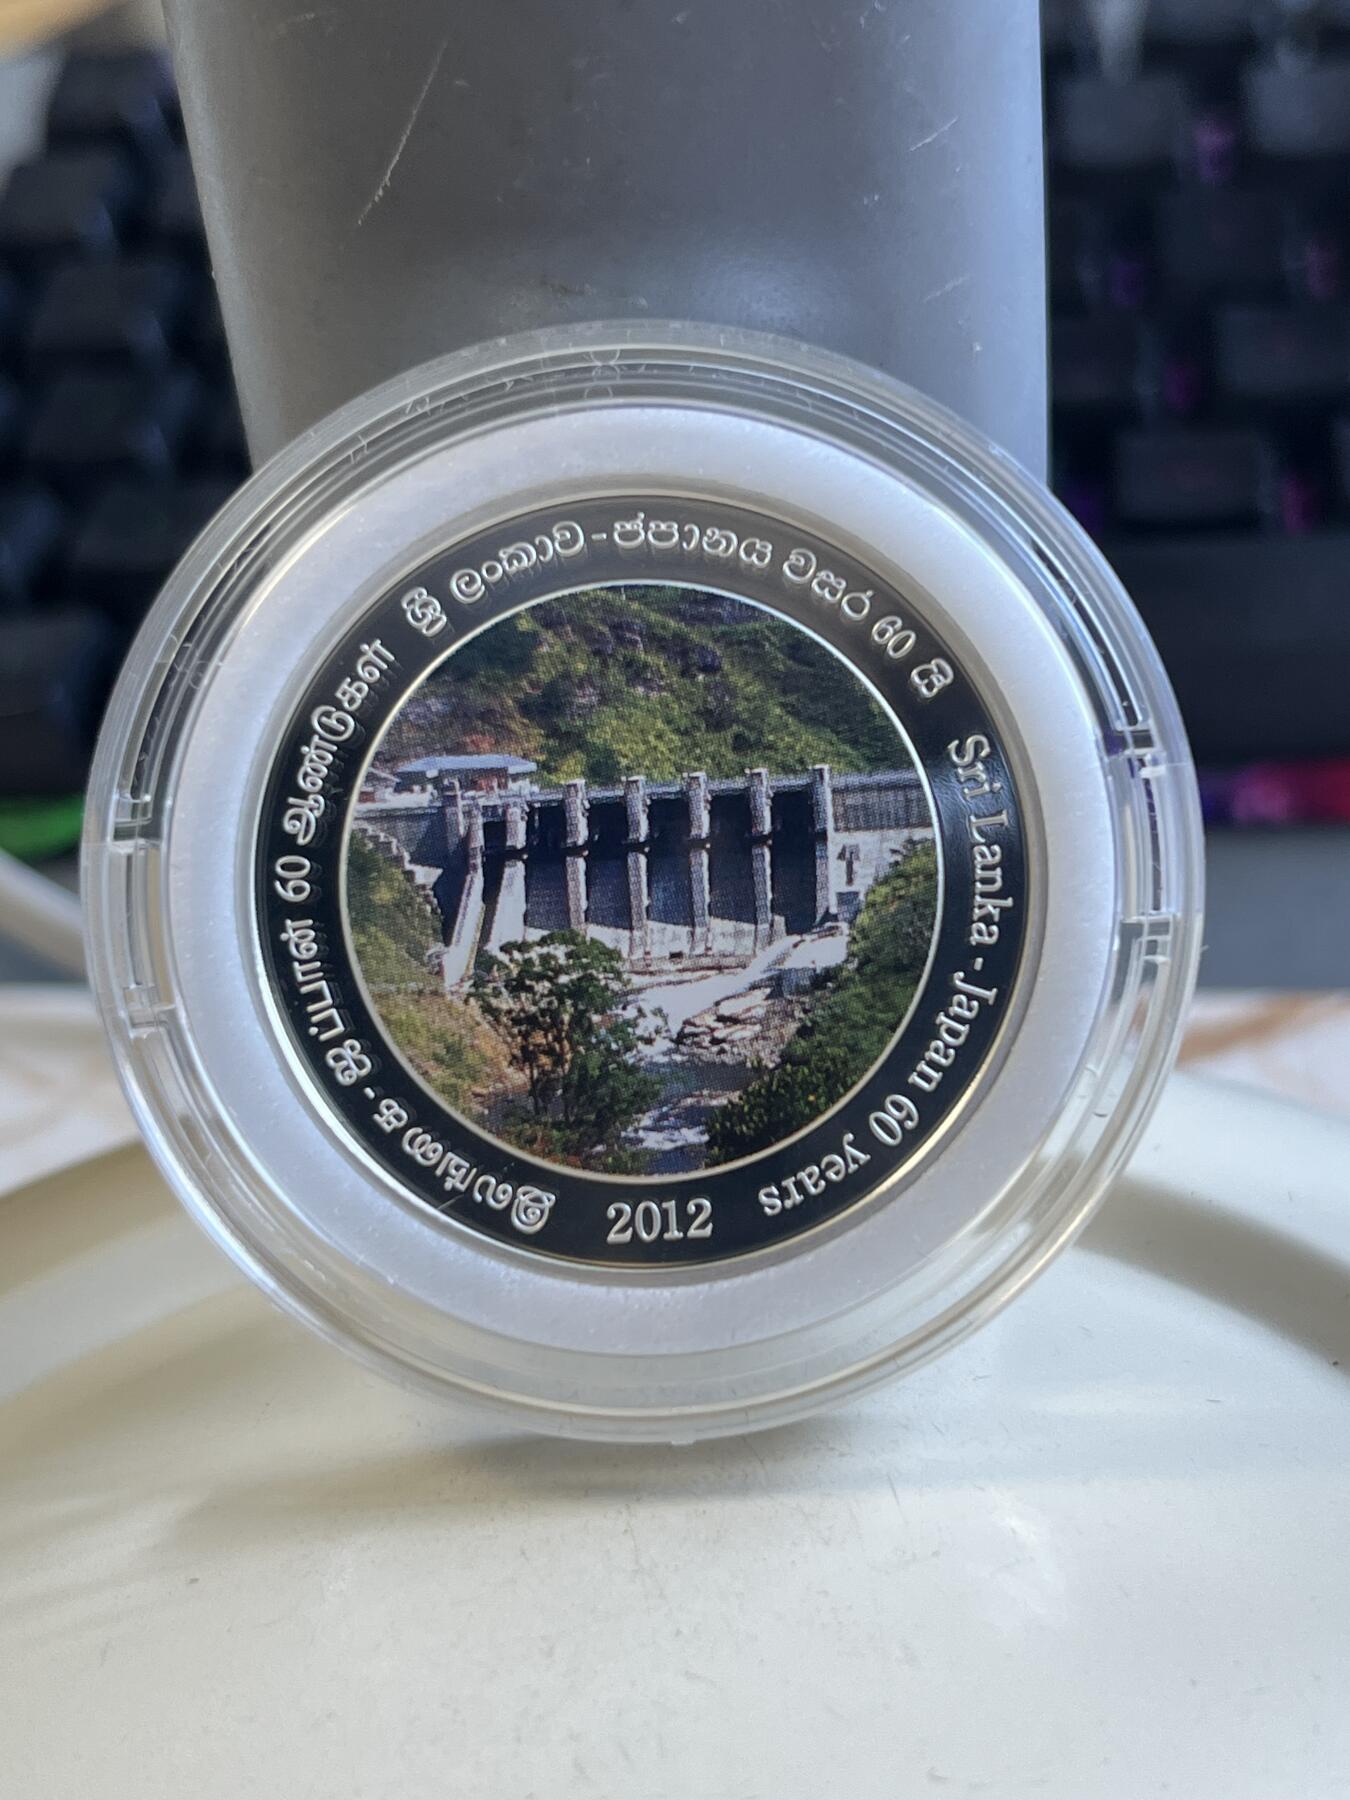 ශ්‍රී ලංකාව - ජපානය වසර 60 යි
Sri Lanka - Japan 60 years
2012
இலங்கை - ஜப்பான் 60 ஆண்டுகள்